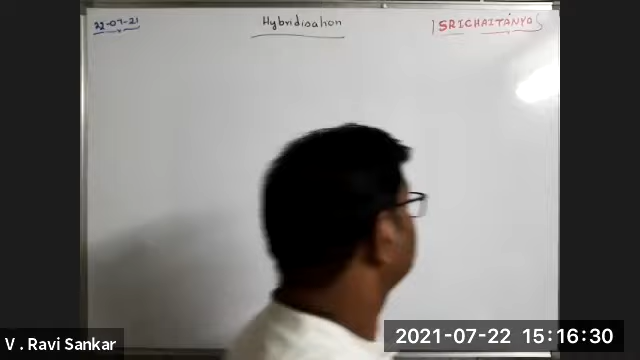 22-07-21
Hybridisation
SRICHAITANYA
V . Ravi Sankar
2021-07-22 15:16:30